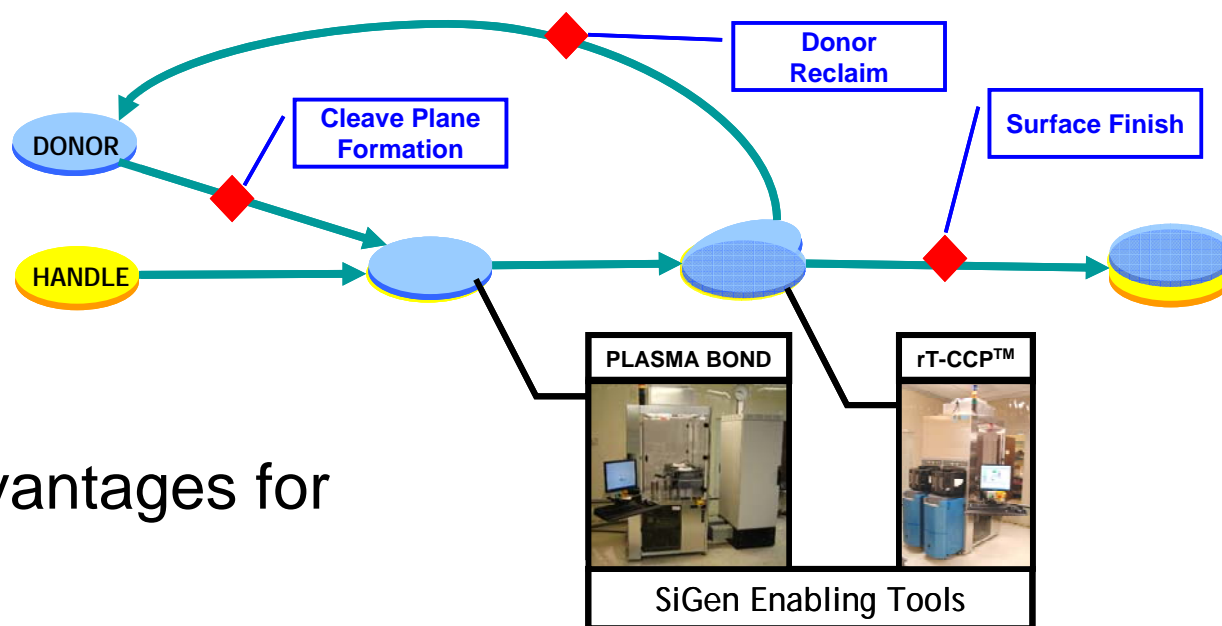 Donor
Reclaim
Cleave Plane
Formation
Surface Finish
DONOR
HANDLE
PLASMA BOND
rT-CCP™
SiGen Enabling Tools
vantages for